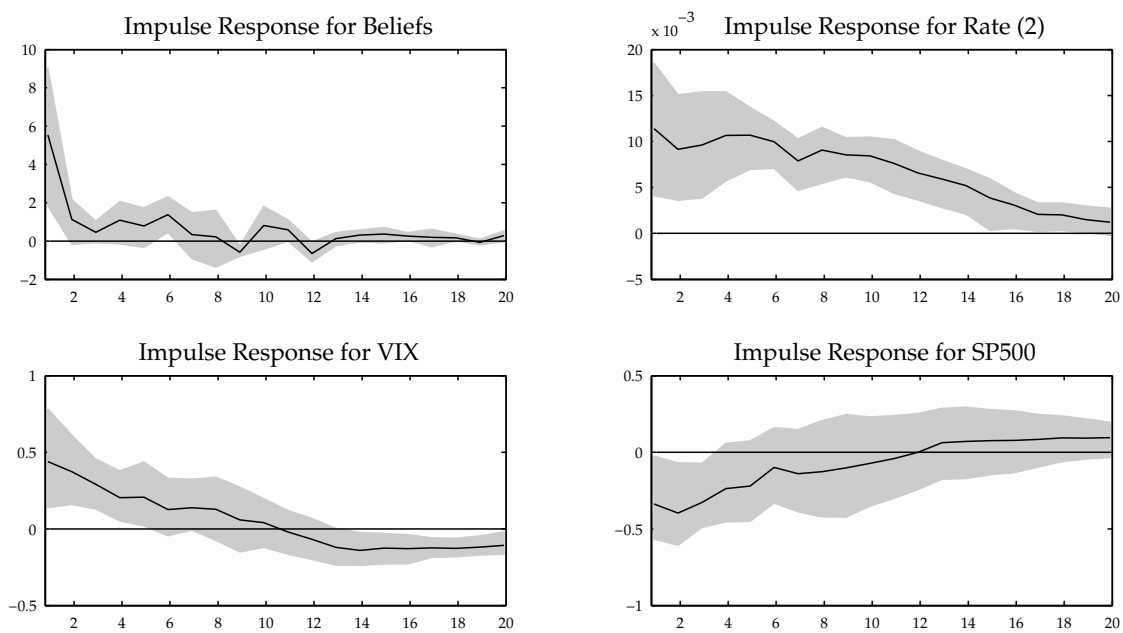 Impulse Response for Beliefs
10
8
6
4
2
0
−2
2 4 6 8 10 12 14 16 18 20
Impulse Response for Rate (2)
x 10−3
20
15
10
5
0
−5
2 4 6 8 10 12 14 16 18 20
Impulse Response for VIX
1
0.5
0
−0.5
2 4 6 8 10 12 14 16 18 20
Impulse Response for SP500
0.5
0
−0.5
−1
2 4 6 8 10 12 14 16 18 20